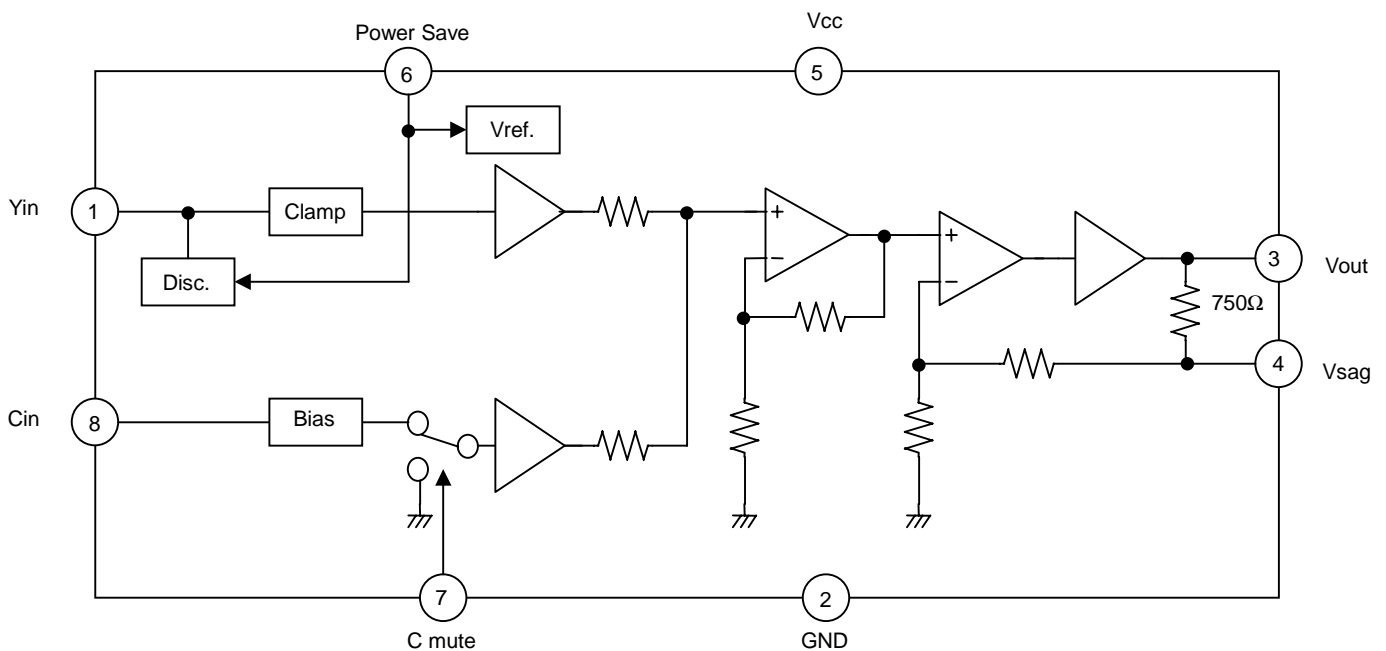 Vcc
Power Save
6
5
Vref.
Yin
1
Clamp
+
+
−
−
Disc.
3
Vout
750Ω
4
Vsag
Cin
8
Bias
7
2
C mute
GND